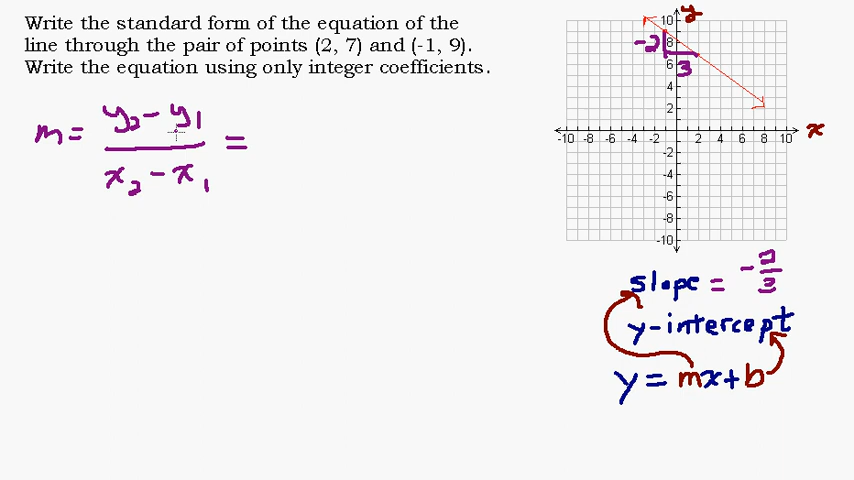 Write the standard form of the equation of the
line through the pair of points (2, 7) and (-1, 9).
Write the equation using only integer coefficients.
m = y2 - y1 / x2 - x1 =
y
10
8
6
4
2
-2
3
-10 -8 -6 -4 -2 2 4 6 8 10 x
-2
-4
-6
-8
-10
slope = -2/3
y-intercept
y = mx+b